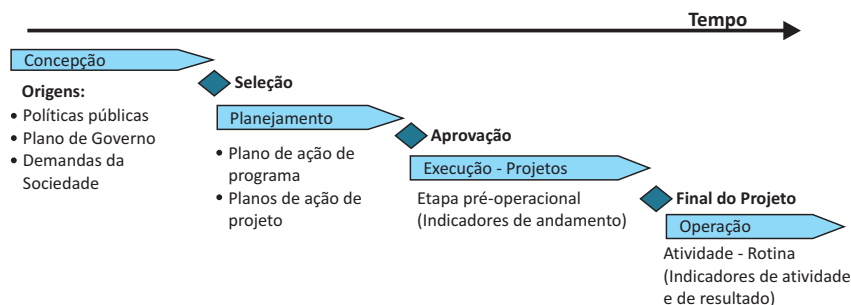 Tempo
Concepção
Seleção
Origens:
• Políticas públicas
• Plano de Governo
• Demandas da
Sociedade
Planejamento
Aprovação
• Plano de ação de
programa
• Planos de ação de
projeto
Execução - Projetos
Etapa pré-operacional
(Indicadores de andamento)
Final do Projeto
Operação
Atividade - Rotina
(Indicadores de atividade
e de resultado)